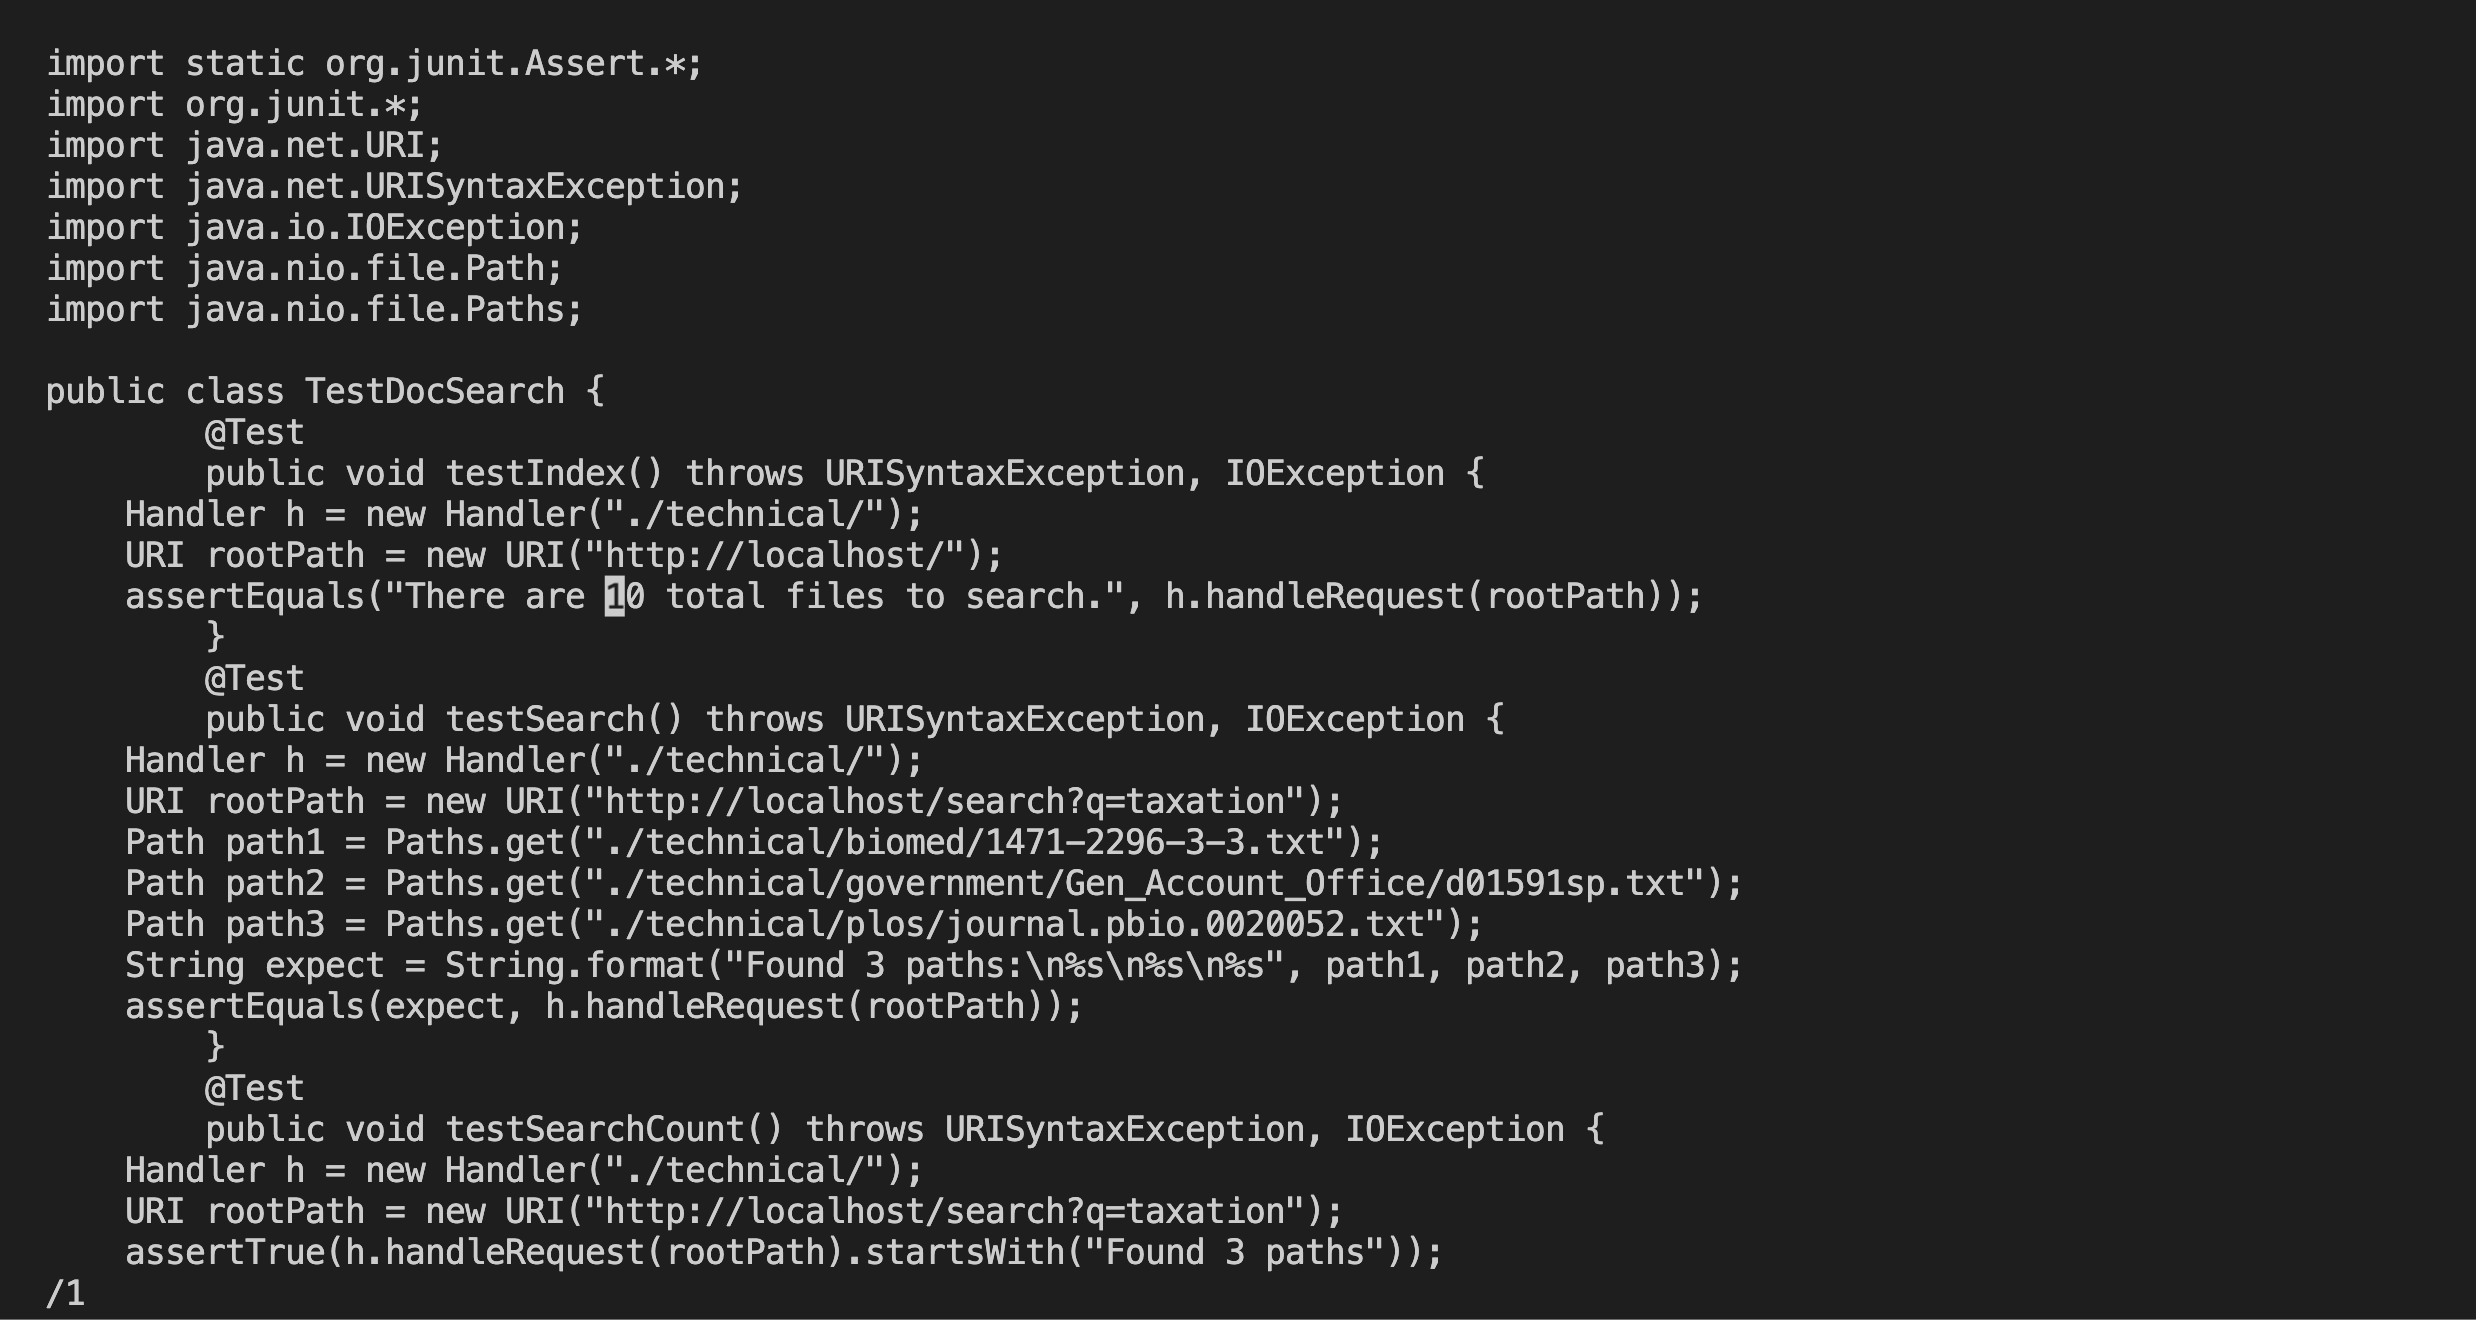 import static org.junit.Assert.*;
import org.junit.*;
import java.net.URI;
import java.net.URISyntaxException;
import java.io.IOException;
import java.nio.file.Path;
import java.nio.file.Paths;

public class TestDocSearch {
        @Test
        public void testIndex() throws URISyntaxException, IOException {
    Handler h = new Handler("./technical/");
    URI rootPath = new URI("http://localhost/");
    assertEquals("There are 10 total files to search.", h.handleRequest(rootPath));
        }
        @Test
        public void testSearch() throws URISyntaxException, IOException {
    Handler h = new Handler("./technical/");
    URI rootPath = new URI("http://localhost/search?q=taxation");
    Path path1 = Paths.get("./technical/biomed/1471-2296-3-3.txt");
    Path path2 = Paths.get("./technical/government/Gen_Account_Office/d01591sp.txt");
    Path path3 = Paths.get("./technical/plos/journal.pbio.0020052.txt");
    String expect = String.format("Found 3 paths:\n%s\n%s\n%s", path1, path2, path3);
    assertEquals(expect, h.handleRequest(rootPath));
        }
        @Test
        public void testSearchCount() throws URISyntaxException, IOException {
    Handler h = new Handler("./technical/");
    URI rootPath = new URI("http://localhost/search?q=taxation");
    assertTrue(h.handleRequest(rootPath).startsWith("Found 3 paths"));
/1